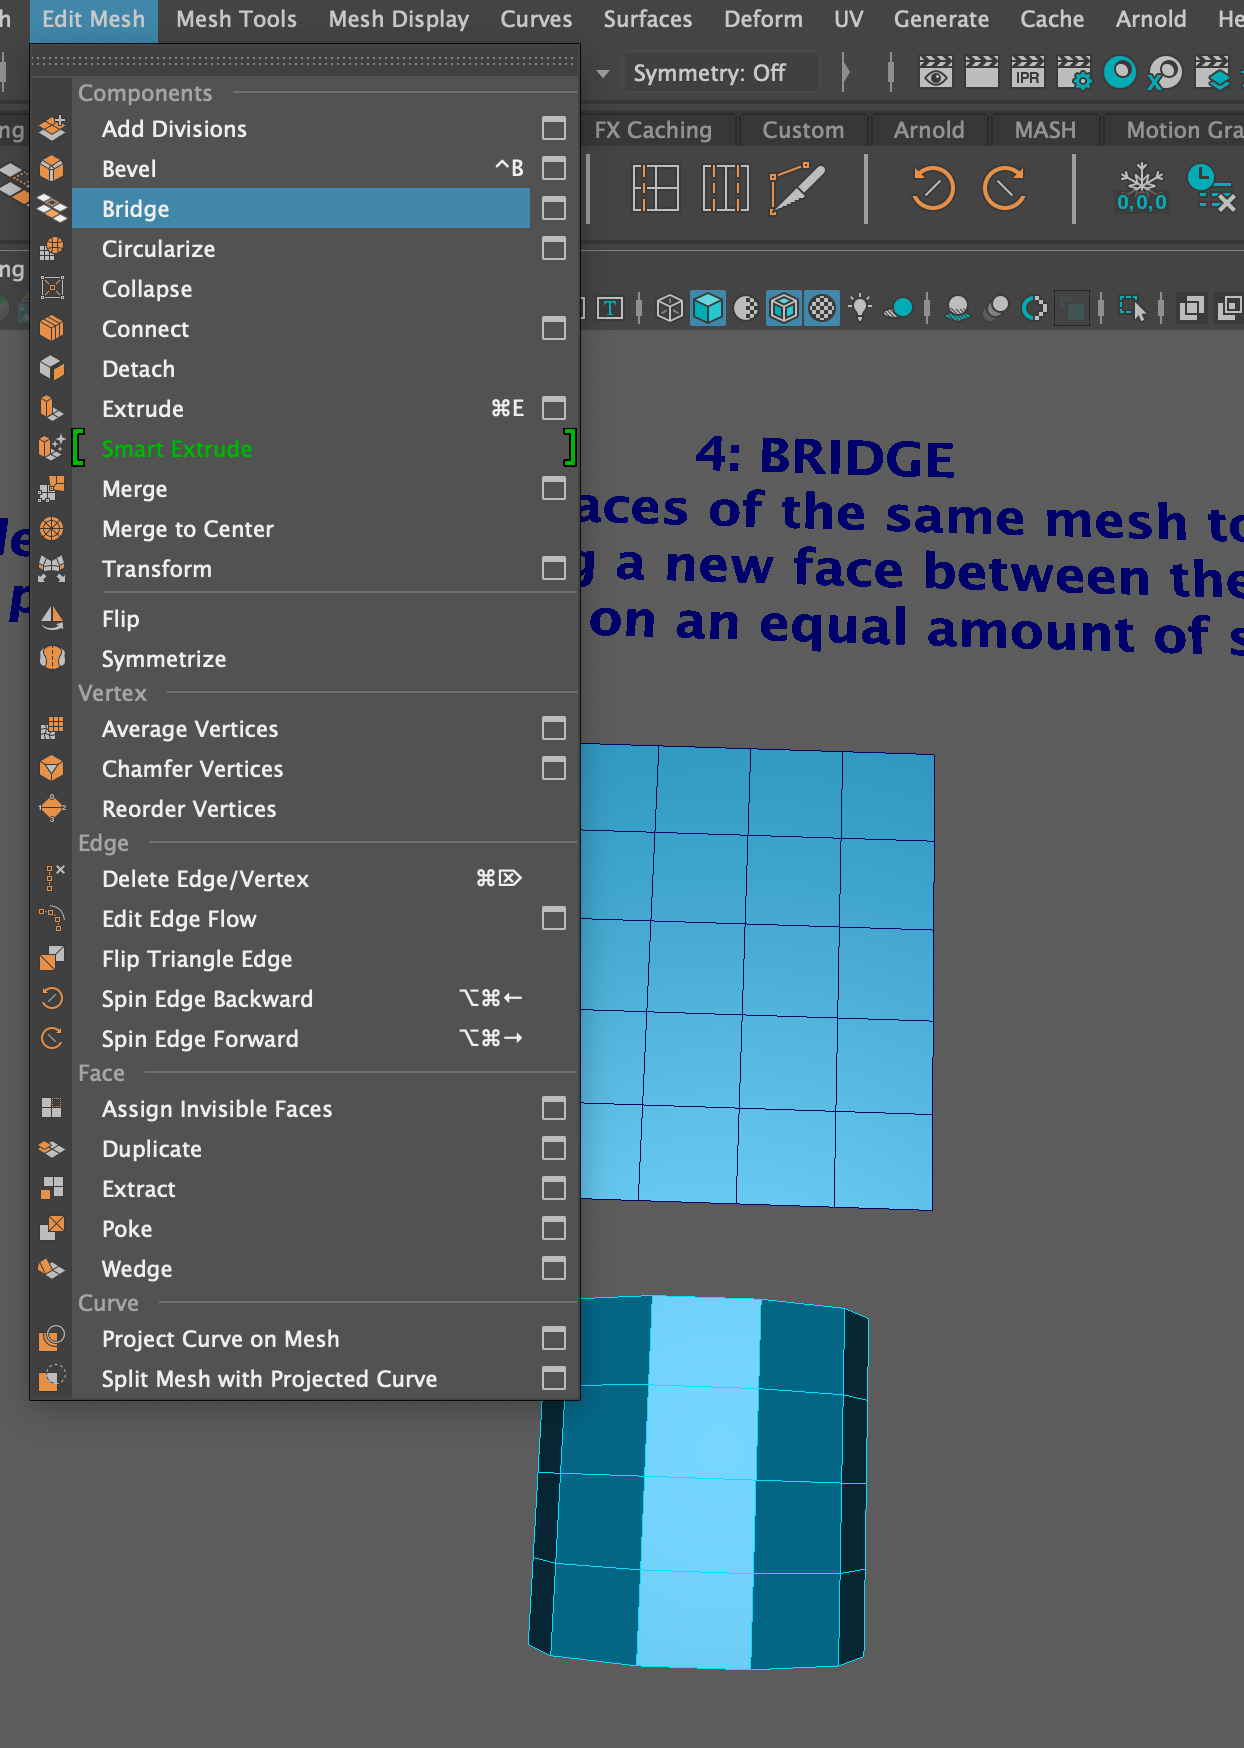 Edit Mesh Mesh Tools Mesh Display Curves Surfaces Deform UV Generate Cache Arnold
Symmetry: Off
IPR
FX Caching Custom Arnold MASH Motion Gra
0,0,0
T
Components
Add Divisions
Bevel ^B
Bridge
Circularize
Collapse
Connect
Detach
Extrude ⌘E
[ Smart Extrude ]
Merge
Merge to Center
Transform
Flip
Symmetrize
Vertex
Average Vertices
Chamfer Vertices
Reorder Vertices
Edge
Delete Edge/Vertex ⌘⌦
Edit Edge Flow
Flip Triangle Edge
Spin Edge Backward ⌥⌘←
Spin Edge Forward ⌥⌘→
Face
Assign Invisible Faces
Duplicate
Extract
Poke
Wedge
Curve
Project Curve on Mesh
Split Mesh with Projected Curve
4: BRIDGE
aces of the same mesh to
g a new face between the
on an equal amount of s